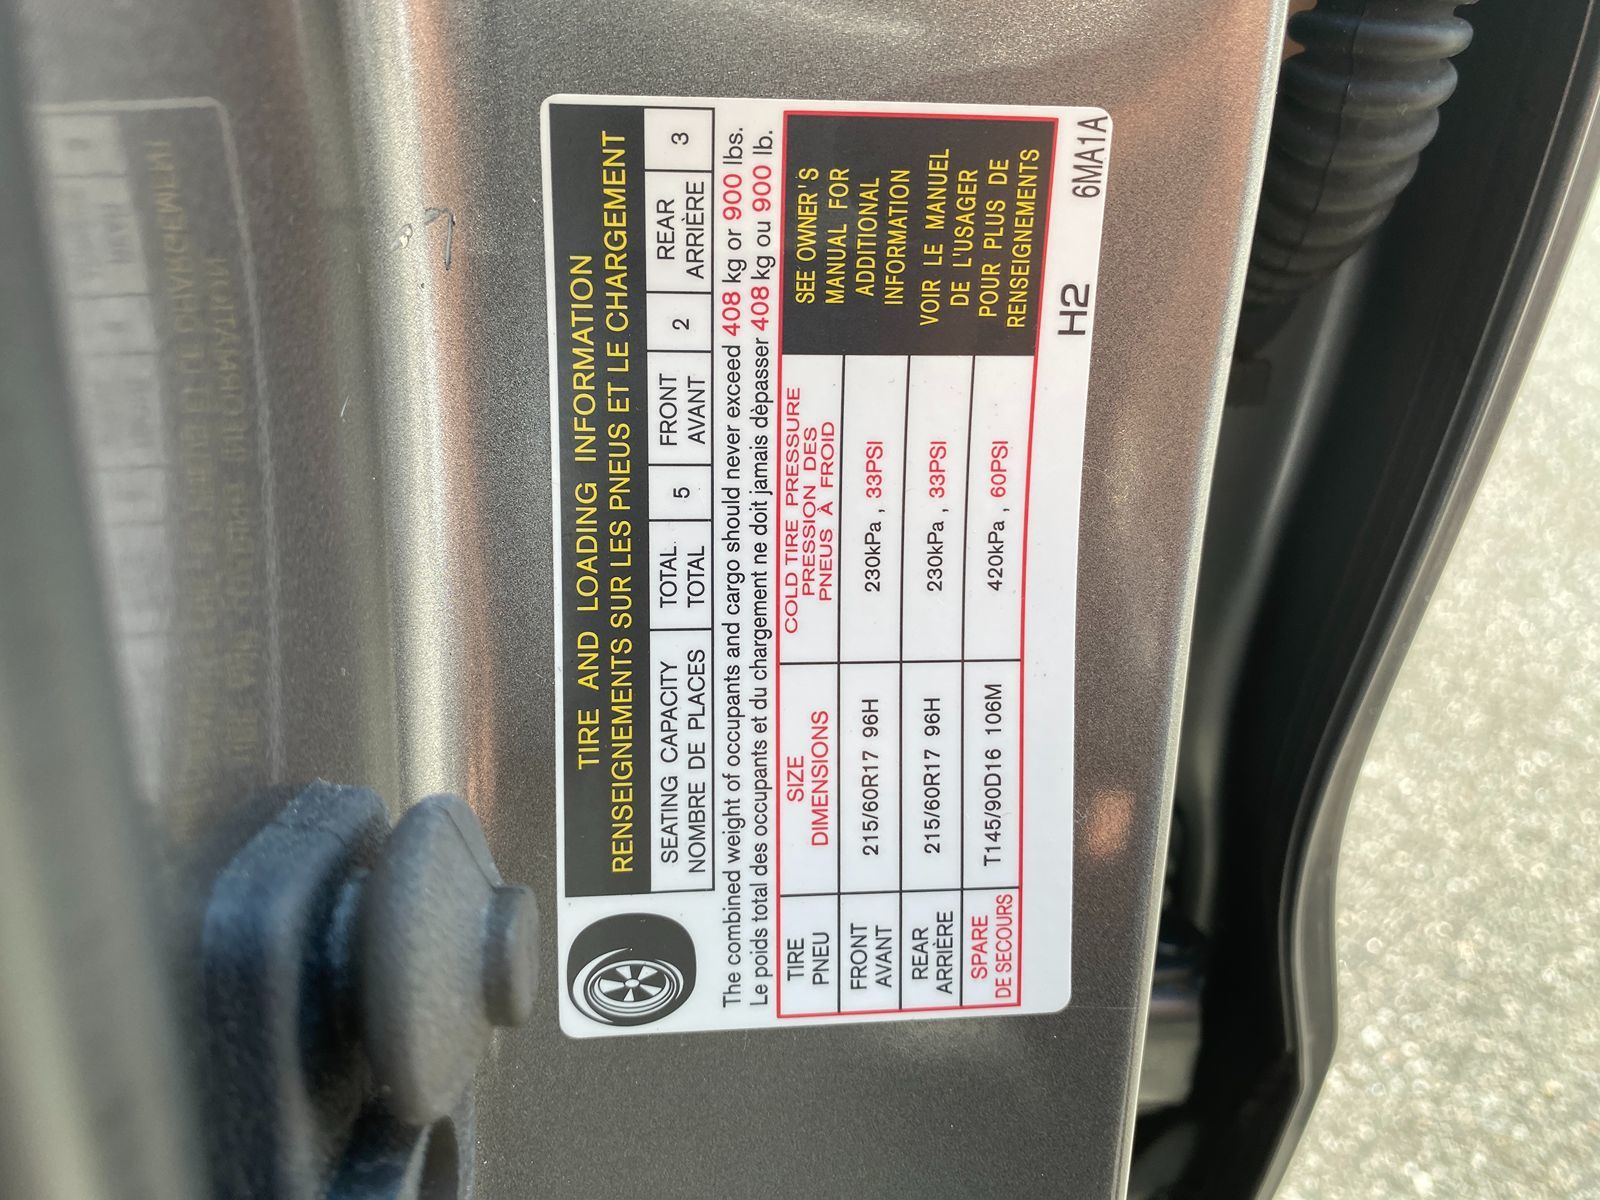 TIRE AND LOADING INFORMATION
RENSEIGNEMENTS SUR LES PNEUS ET LE CHARGEMENT
SEATING CAPACITY
NOMBRE DE PLACES
TOTAL
TOTAL
5
FRONT
AVANT
2
REAR
ARRIÈRE
3
The combined weight of occupants and cargo should never exceed 408 kg or 900 lbs.
Le poids total des occupants et du chargement ne doit jamais dèpasser 408 kg ou 900 lb.
TIRE
PNEU
SIZE
DIMENSIONS
COLD TIRE PRESSURE
PRESSION DES
PNEUS À FROID
FRONT
AVANT
215/60R17 96H
230kPa , 33PSI
REAR
ARRIÈRE
215/60R17 96H
230kPa , 33PSI
SPARE
DE SECOURS
T145/90D16 106M
420kPa , 60PSI
SEE OWNER'S
MANUAL FOR
ADDITIONAL
INFORMATION
VOIR LE MANUEL
DE L'USAGER
POUR PLUS DE
RENSEIGNEMENTS
H2
6MA1A